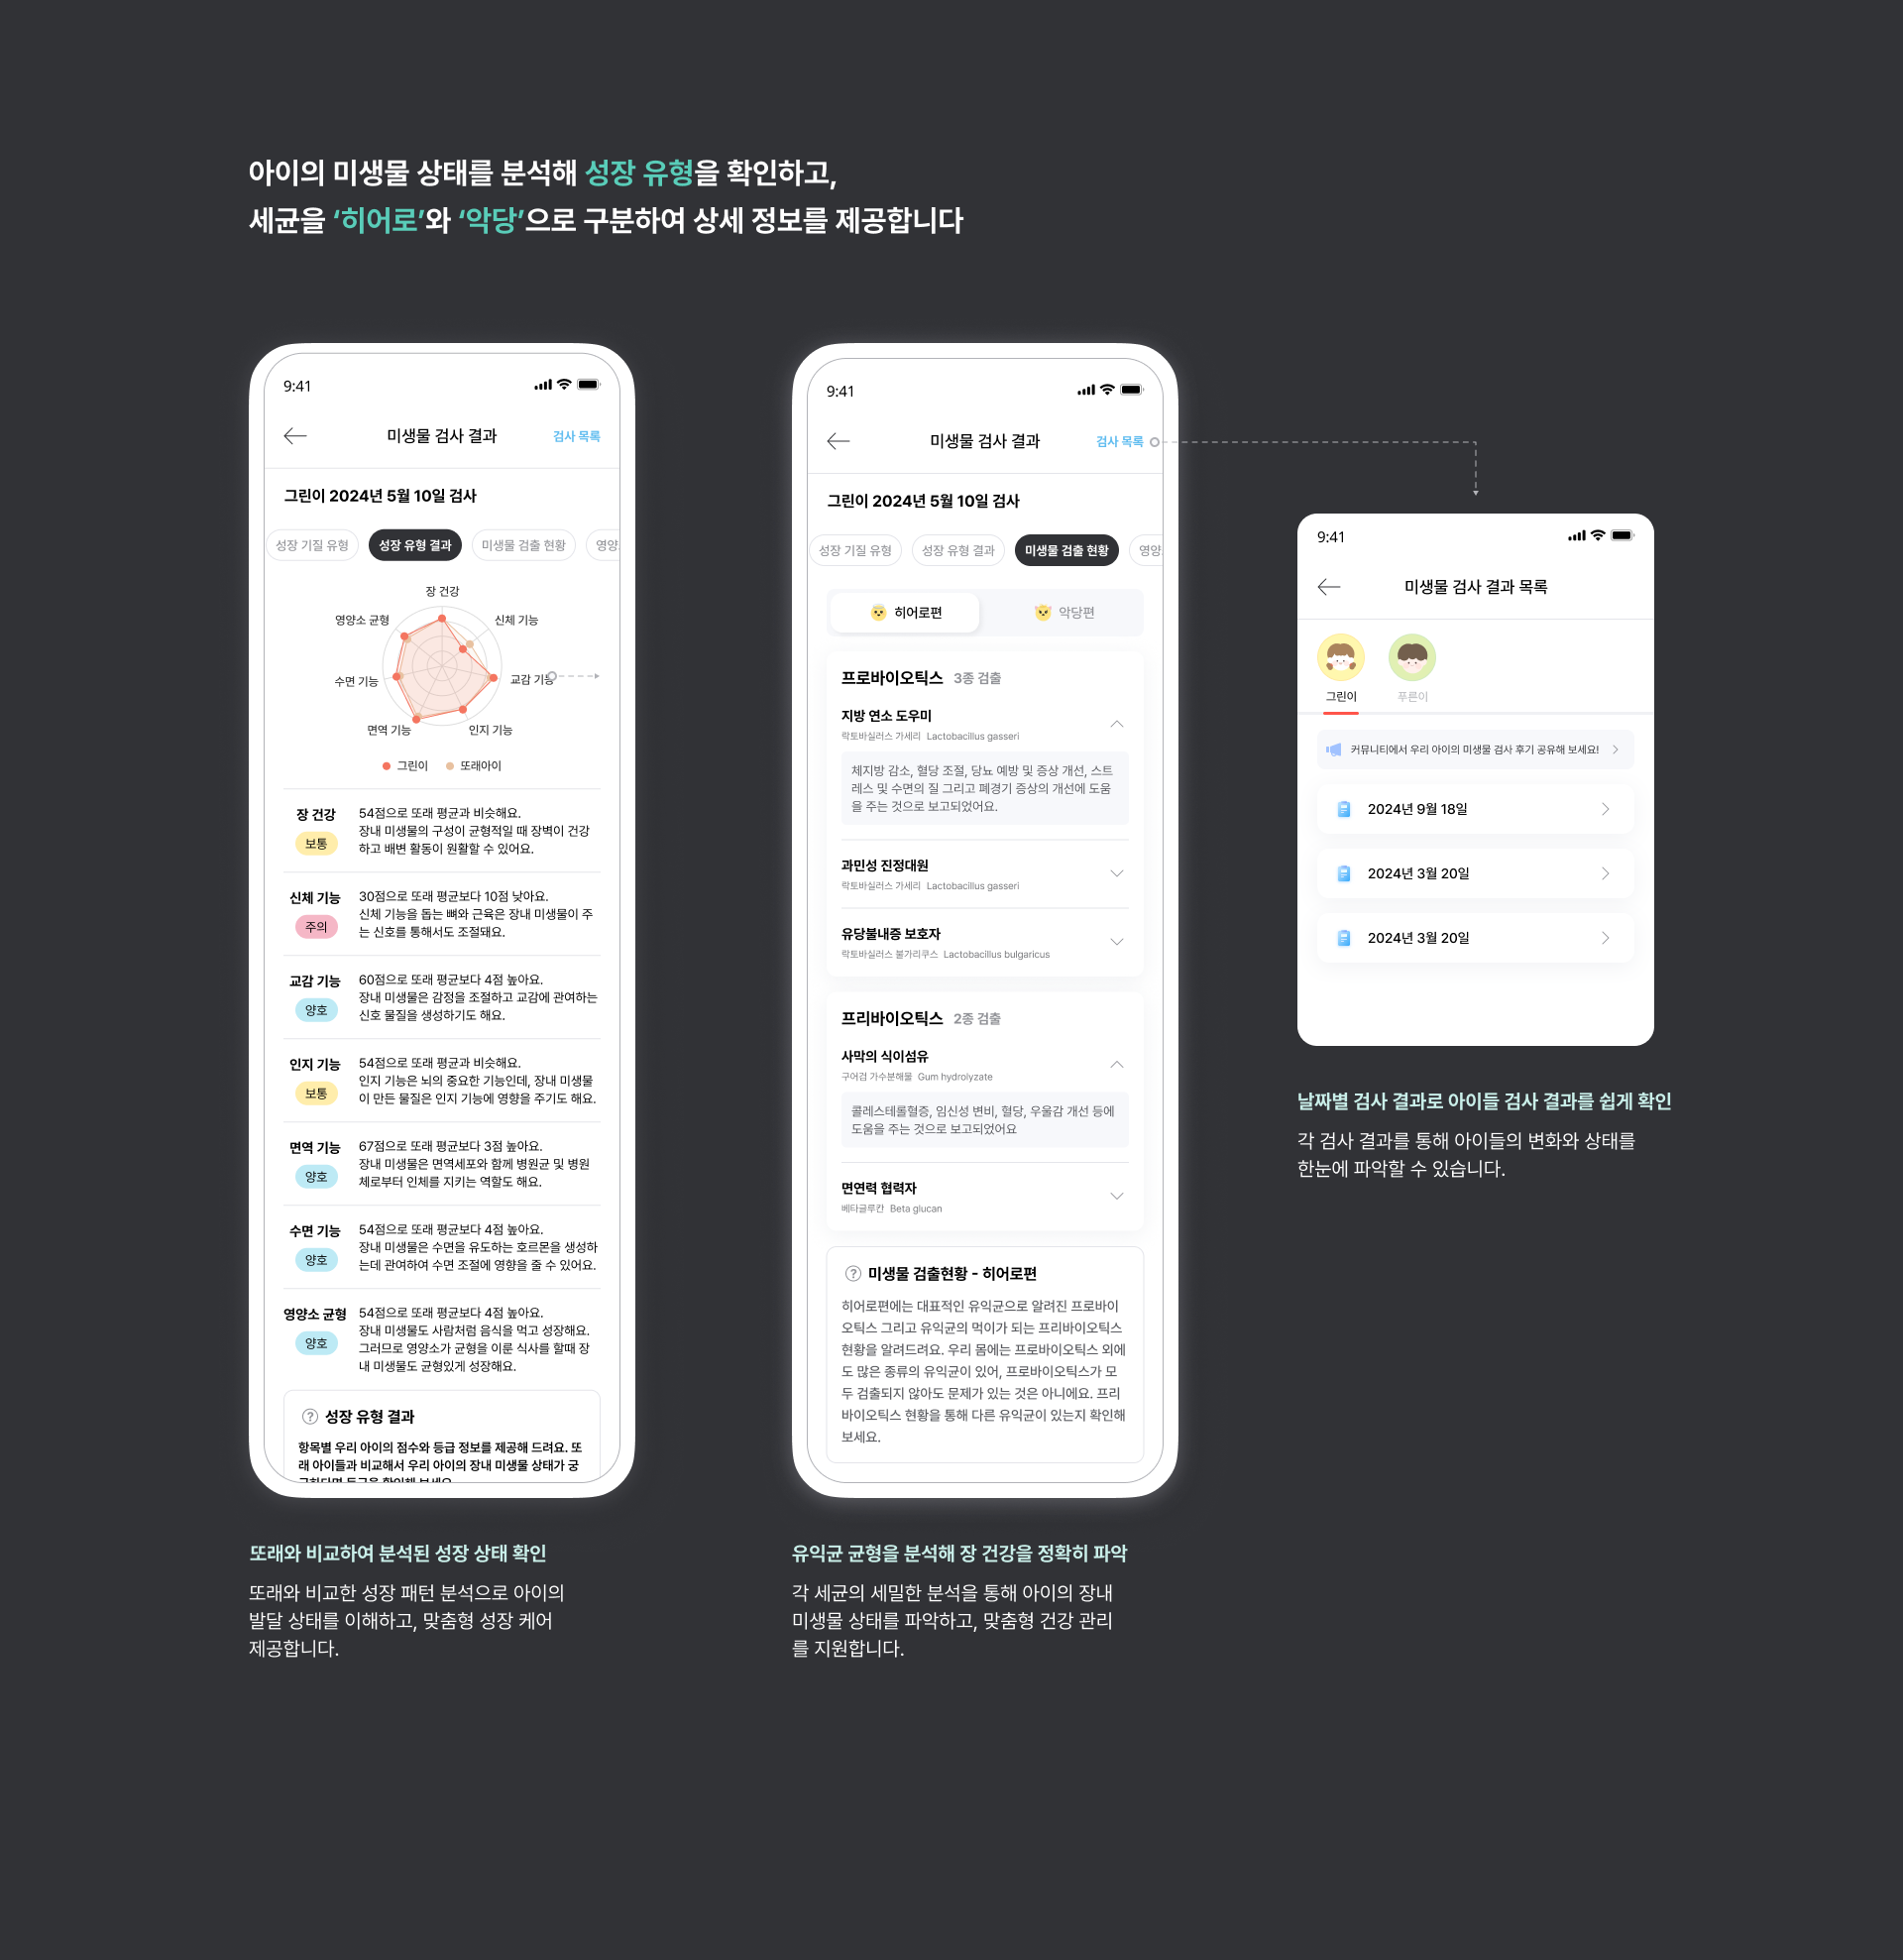 아이의 미생물 상태를 분석해 성장 유형을 확인하고,
세균을 ‘히어로’와 ‘악당’으로 구분하여 상세 정보를 제공합니다
9:41
미생물 검사 결과
검사 목록
그린이 2024년 5월 10일 검사
성장 기질 유형
성장 유형 결과
미생물 검출 현황
영양
장 건강
영양소 균형
신체 기능
수면 기능
교감 기능
면역 기능
인지 기능
그린이
또래아이
장 건강
보통
54점으로 또래 평균과 비슷해요.
장내 미생물의 구성이 균형적일 때 장벽이 건강
하고 배변 활동이 원활할 수 있어요.
신체 기능
주의
30점으로 또래 평균보다 10점 낮아요.
신체 기능을 돕는 뼈와 근육은 장내 미생물이 주
는 신호를 통해서도 조절돼요.
교감 기능
양호
60점으로 또래 평균보다 4점 높아요.
장내 미생물은 감정을 조절하고 교감에 관여하는
신호 물질을 생성하기도 해요.
인지 기능
보통
54점으로 또래 평균과 비슷해요.
인지 기능은 뇌의 중요한 기능인데, 장내 미생물
이 만든 물질은 인지 기능에 영향을 주기도 해요.
면역 기능
양호
67점으로 또래 평균보다 3점 높아요.
장내 미생물은 면역세포와 함께 병원균 및 병원
체로부터 인체를 지키는 역할도 해요.
수면 기능
양호
54점으로 또래 평균보다 4점 높아요.
장내 미생물은 수면을 유도하는 호르몬을 생성하
는데 관여하여 수면 조절에 영향을 줄 수 있어요.
영양소 균형
양호
54점으로 또래 평균보다 4점 높아요.
장내 미생물도 사람처럼 음식을 먹고 성장해요.
그러므로 영양소가 균형을 이룬 식사를 할때 장
내 미생물도 균형있게 성장해요.
? 성장 유형 결과
항목별 우리 아이의 점수와 등급 정보를 제공해 드려요. 또
래 아이들과 비교해서 우리 아이의 장내 미생물 상태가 궁
금하다면 등급을 확인해 보세요
또래와 비교하여 분석된 성장 상태 확인
또래와 비교한 성장 패턴 분석으로 아이의
발달 상태를 이해하고, 맞춤형 성장 케어
제공합니다.
9:41
미생물 검사 결과
검사 목록
그린이 2024년 5월 10일 검사
성장 기질 유형
성장 유형 결과
미생물 검출 현황
영양
히어로편
악당편
프로바이오틱스 3종 검출
지방 연소 도우미
락토바실러스 가세리 Lactobacillus gasseri
체지방 감소, 혈당 조절, 당뇨 예방 및 증상 개선, 스트
레스 및 수면의 질 그리고 폐경기 증상의 개선에 도움
을 주는 것으로 보고되었어요.
과민성 진정대원
락토바실러스 가세리 Lactobacillus gasseri
유당불내증 보호자
락토바실러스 불가리쿠스 Lactobacillus bulgaricus
프리바이오틱스 2종 검출
사막의 식이섬유
구어검 가수분해물 Gum hydrolyzate
콜레스테롤혈증, 임신성 변비, 혈당, 우울감 개선 등에
도움을 주는 것으로 보고되었어요
면연력 협력자
베타글루칸 Beta glucan
? 미생물 검출현황 - 히어로편
히어로편에는 대표적인 유익균으로 알려진 프로바이
오틱스 그리고 유익균의 먹이가 되는 프리바이오틱스
현황을 알려드려요. 우리 몸에는 프로바이오틱스 외에
도 많은 종류의 유익균이 있어, 프로바이오틱스가 모
두 검출되지 않아도 문제가 있는 것은 아니에요. 프리
바이오틱스 현황을 통해 다른 유익균이 있는지 확인해
보세요.
유익균 균형을 분석해 장 건강을 정확히 파악
각 세균의 세밀한 분석을 통해 아이의 장내
미생물 상태를 파악하고, 맞춤형 건강 관리
를 지원합니다.
9:41
미생물 검사 결과 목록
그린이
푸른이
커뮤니티에서 우리 아이의 미생물 검사 후기 공유해 보세요!
2024년 9월 18일
2024년 3월 20일
2024년 3월 20일
날짜별 검사 결과로 아이들 검사 결과를 쉽게 확인
각 검사 결과를 통해 아이들의 변화와 상태를
한눈에 파악할 수 있습니다.